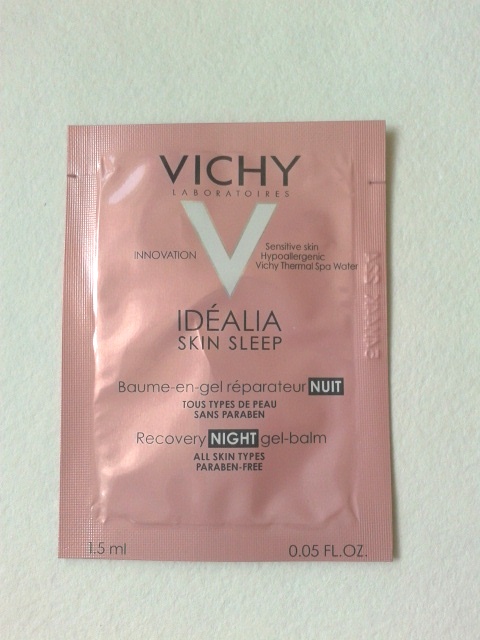 VICHY
LABORATOIRES
INNOVATION
Sensitive skin
Hypoallergenic
Vichy Thermal Spa Water
IDÉALIA
SKIN SLEEP
Baume-en-gel réparateur NUIT
TOUS TYPES DE PEAU
SANS PARABEN
Recovery NIGHT gel-balm
ALL SKIN TYPES
PARABEN-FREE
1.5 ml
0.05 FL.OZ.